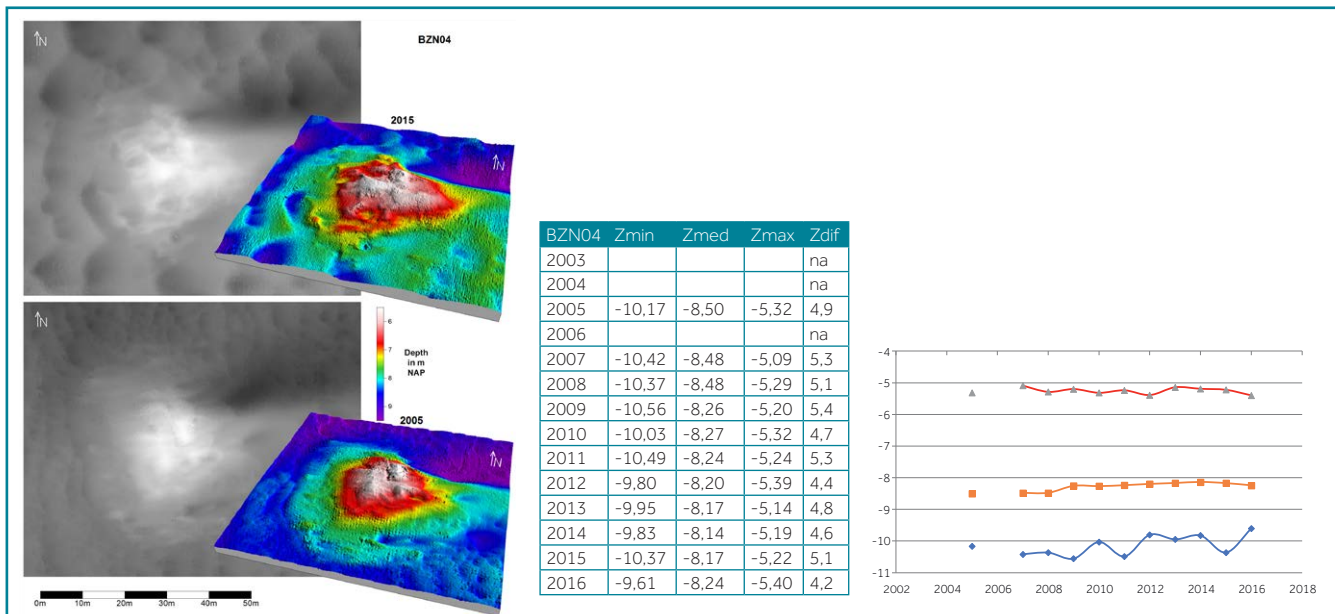 N
BZN04
2015
N
N
6
7
8
9
Depth
in m
NAP
2005
N
0m 10m 20m 30m 40m 50m
BZN04 Zmin Zmed Zmax Zdif
2003 na
2004 na
2005 -10,17 -8,50 -5,32 4,9
2006 na
2007 -10,42 -8,48 -5,09 5,3
2008 -10,37 -8,48 -5,29 5,1
2009 -10,56 -8,26 -5,20 5,4
2010 -10,03 -8,27 -5,32 4,7
2011 -10,49 -8,24 -5,24 5,3
2012 -9,80 -8,20 -5,39 4,4
2013 -9,95 -8,17 -5,14 4,8
2014 -9,83 -8,14 -5,19 4,6
2015 -10,37 -8,17 -5,22 5,1
2016 -9,61 -8,24 -5,40 4,2
-4
-5
-6
-7
-8
-9
-10
-11
2002 2004 2006 2008 2010 2012 2014 2016 2018